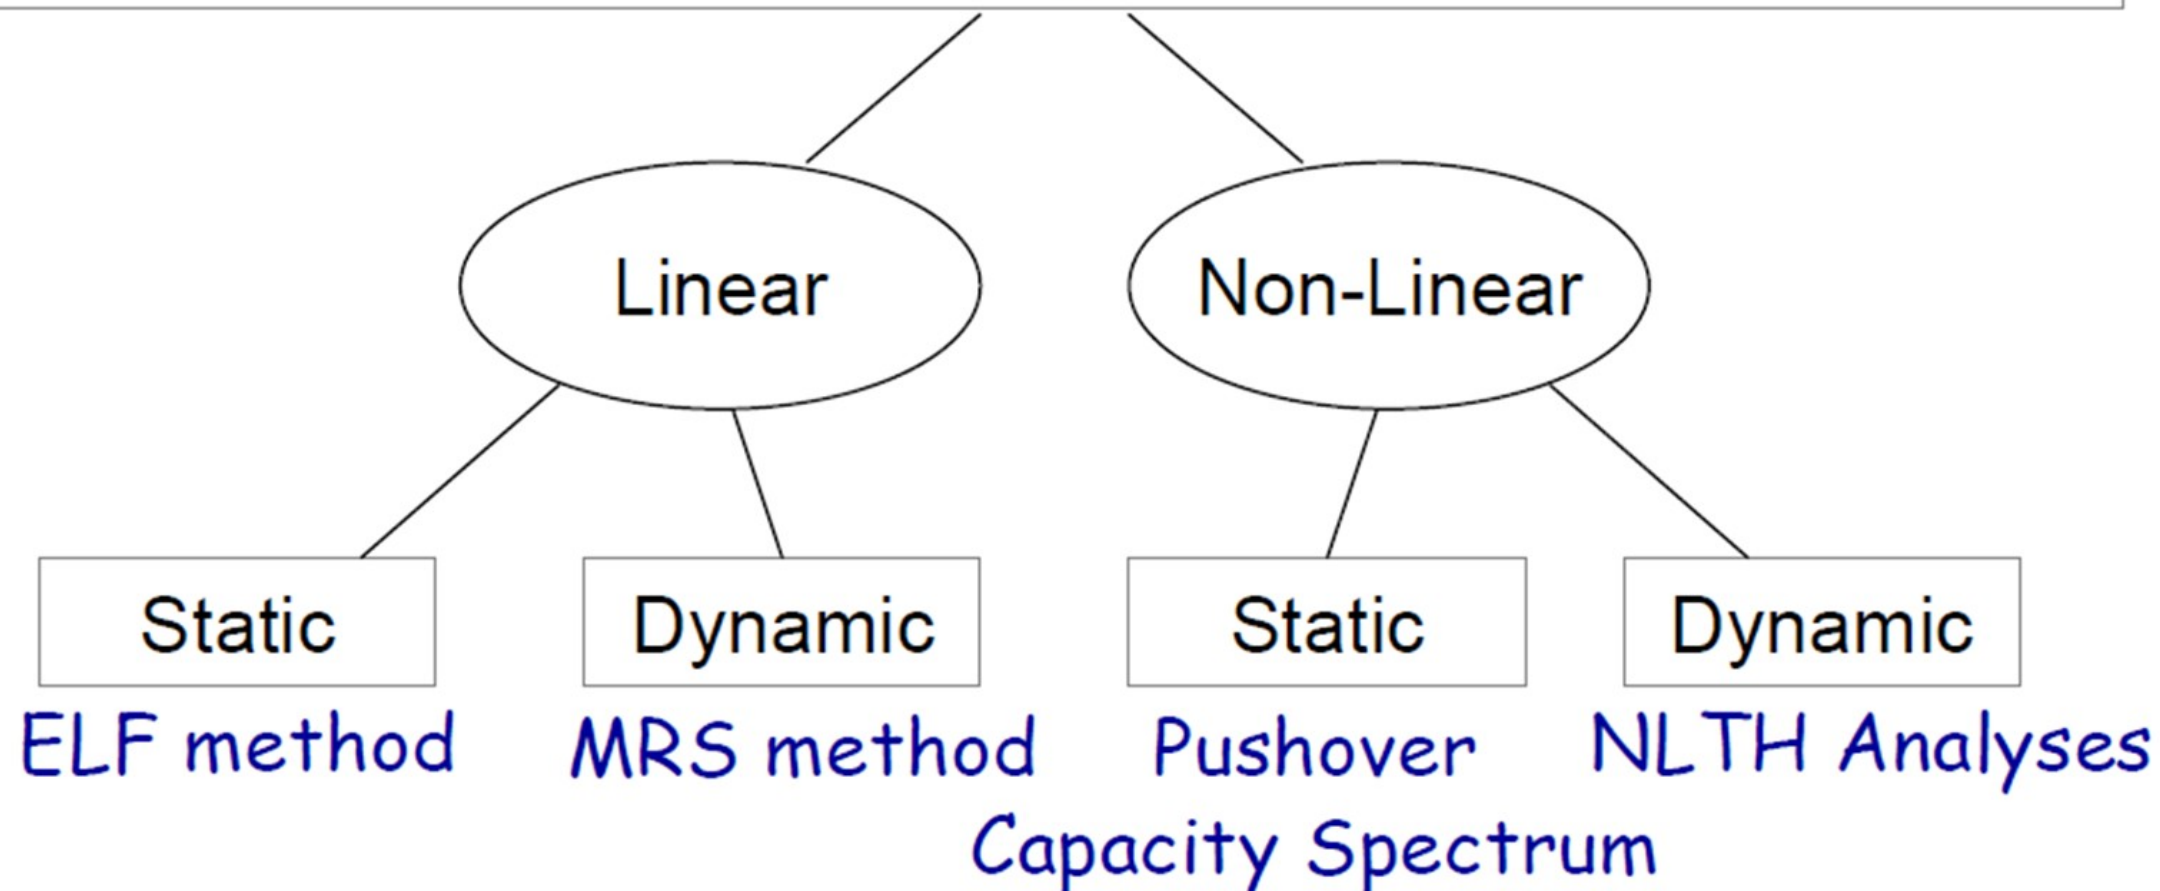 Linear
Non-Linear
Static
Dynamic
Static
Dynamic
ELF method
MRS method
Pushover
NLTH Analyses
Capacity Spectrum